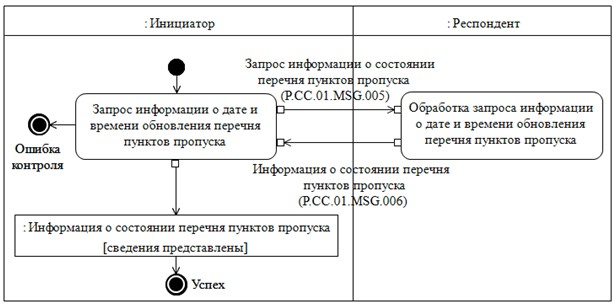 : Инициатор
: Респондент
Запрос информации о состоянии
перечня пунктов пропуска
(P.CC.01.MSG.005)
Запрос информации о дате и
времени обновления перечня
пунктов пропуска
Обработка запроса информации
о дате и времени обновления
перечня пунктов пропуска
Ошибка
контроля
Информация о состоянии перечня
пунктов пропуска
(P.CC.01.MSG.006)
: Информация о состоянии перечня пунктов пропуска
[сведения представлены]
Успех